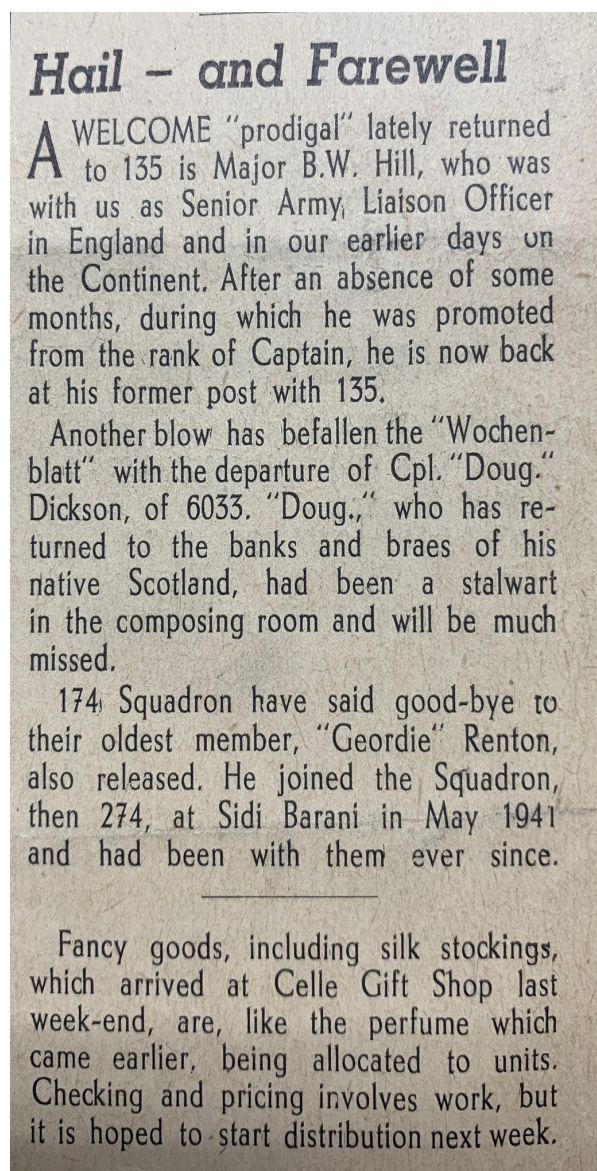 Hail – and Farewell
A WELCOME "prodigal" lately returned
to 135 is Major B.W. Hill, who was
with us as Senior Army Liaison Officer
in England and in our earlier days on
the Continent. After an absence of some
months, during which he was promoted
from the rank of Captain, he is now back
at his former post with 135.
Another blow has befallen the "Wochen-
blatt" with the departure of Cpl. "Doug."
Dickson, of 6033. "Doug.," who has re-
turned to the banks and braes of his
native Scotland, had been a stalwart
in the composing room and will be much
missed.
174 Squadron have said good-bye to
their oldest member, "Geordie" Renton,
also released. He joined the Squadron,
then 274, at Sidi Barani in May 1941
and had been with them ever since.
Fancy goods, including silk stockings,
which arrived at Celle Gift Shop last
week-end, are, like the perfume which
came earlier, being allocated to units.
Checking and pricing involves work, but
it is hoped to start distribution next week.